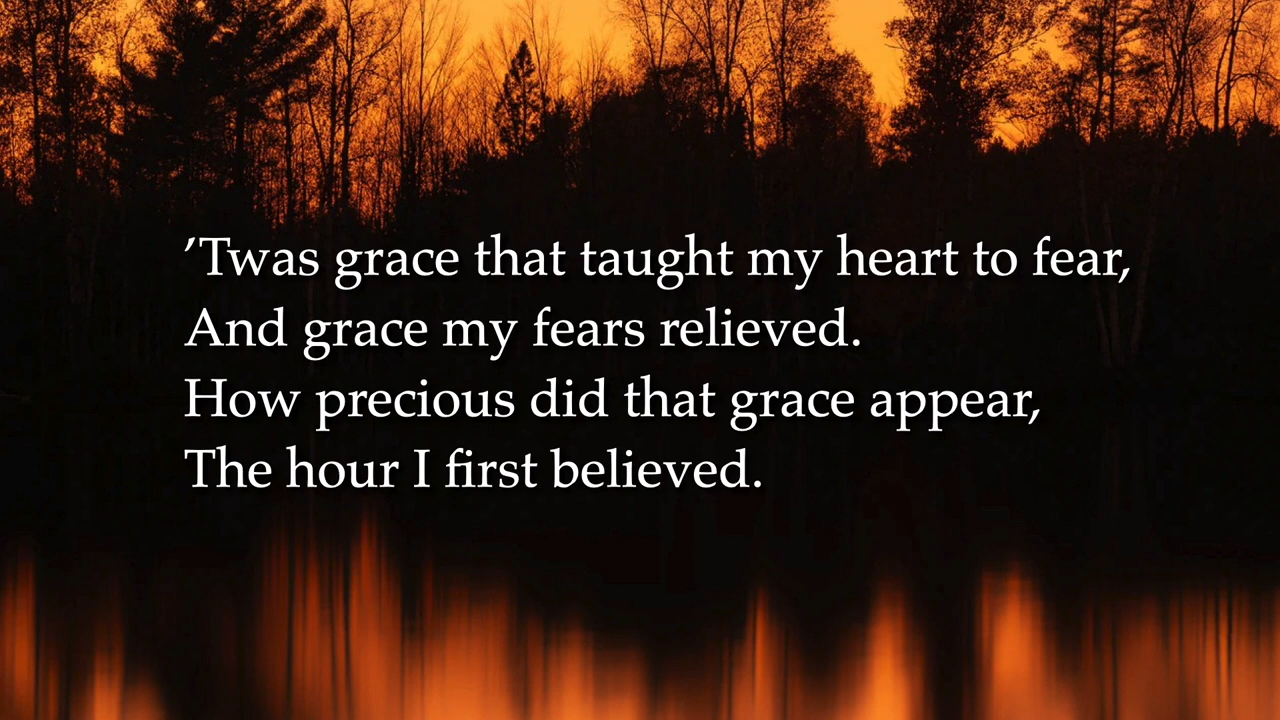 ’Twas grace that taught my heart to fear,
And grace my fears relieved.
How precious did that grace appear,
The hour I first believed.